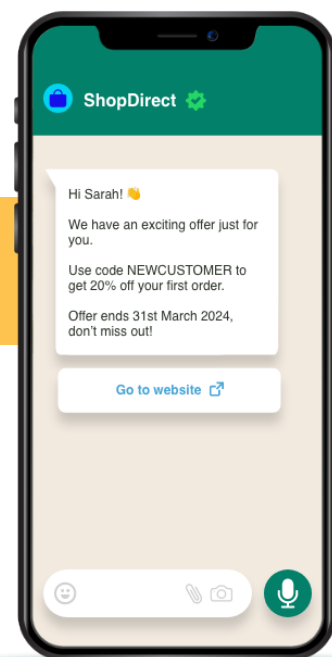 ShopDirect
Hi Sarah! 👋
We have an exciting offer just for
you.
Use code NEWCUSTOMER to
get 20% off your first order.
Offer ends 31st March 2024,
don’t miss out!
Go to website